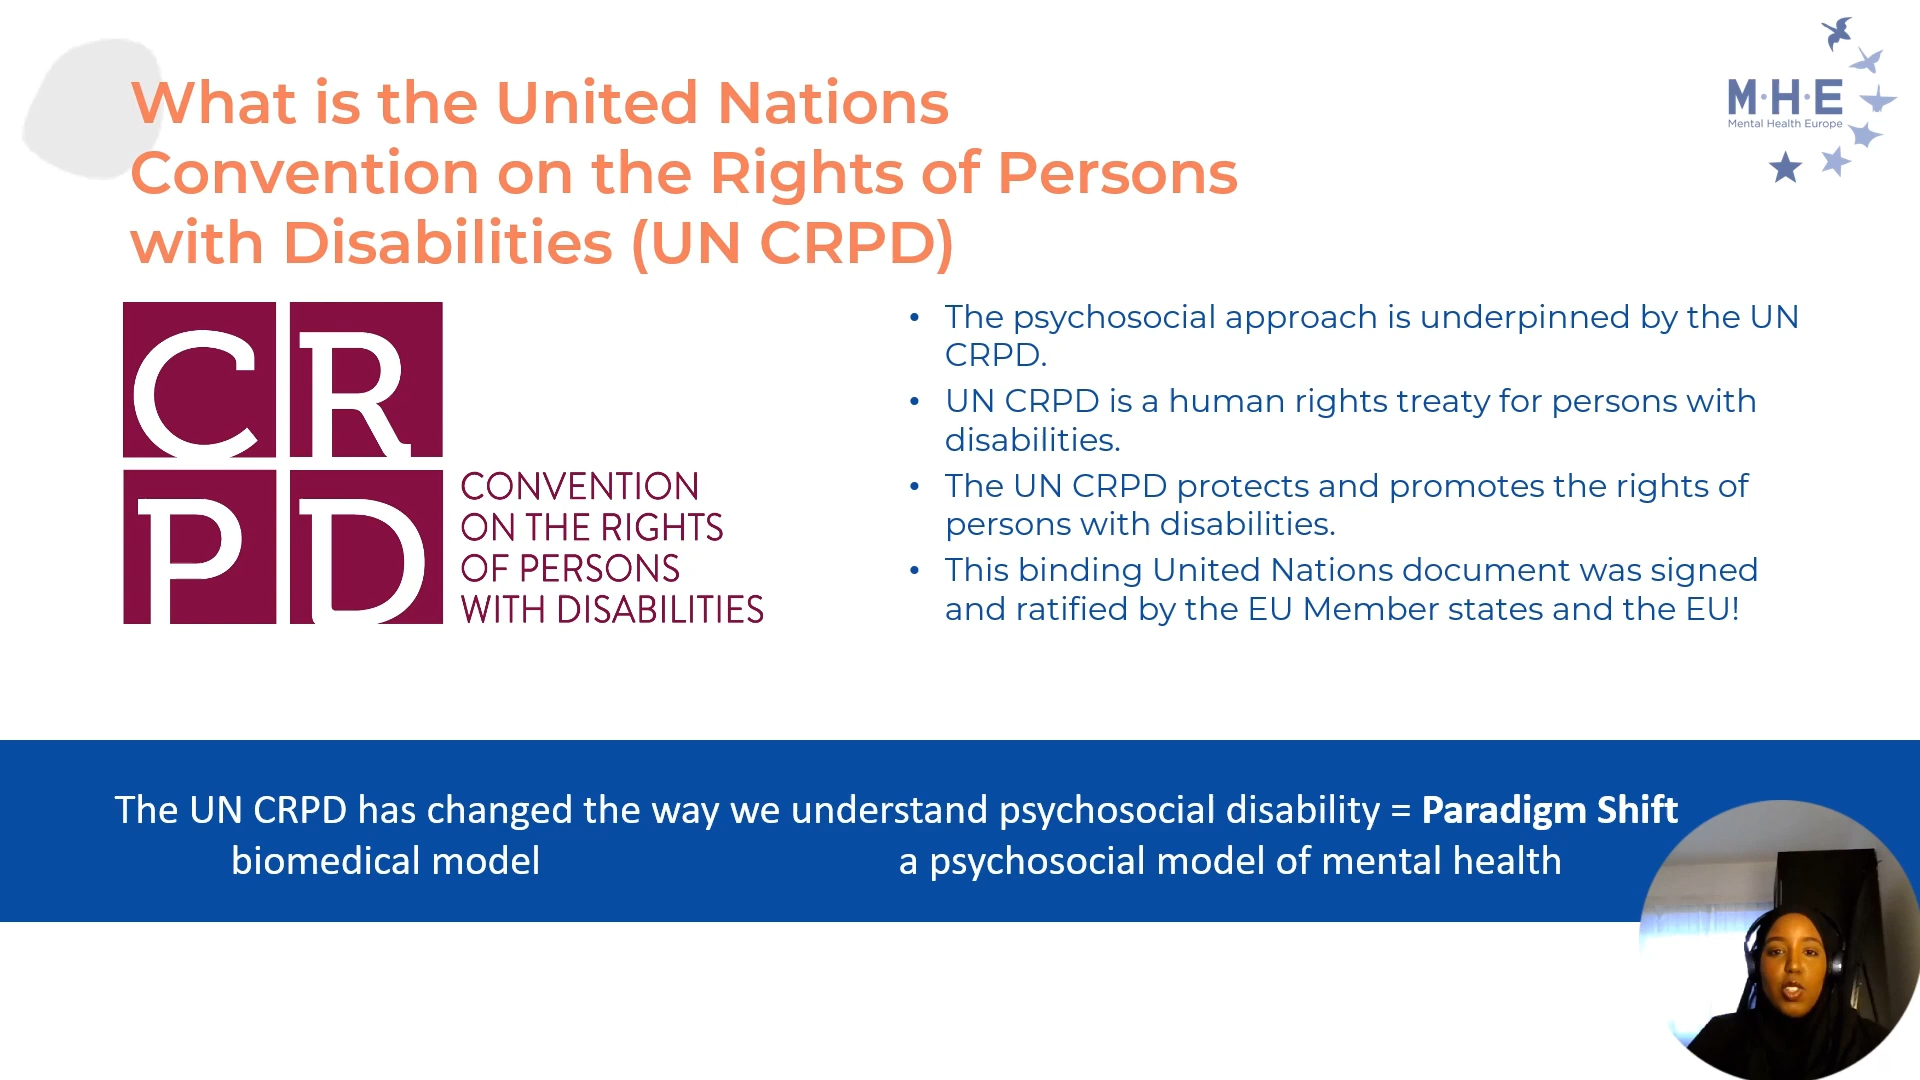 What is the United Nations
Convention on the Rights of Persons
with Disabilities (UN CRPD)
M·H·E
Mental Health Europe
C R
P D
CONVENTION
ON THE RIGHTS
OF PERSONS
WITH DISABILITIES
• The psychosocial approach is underpinned by the UN
CRPD.
• UN CRPD is a human rights treaty for persons with
disabilities.
• The UN CRPD protects and promotes the rights of
persons with disabilities.
• This binding United Nations document was signed
and ratified by the EU Member states and the EU!
The UN CRPD has changed the way we understand psychosocial disability = Paradigm Shift
biomedical model a psychosocial model of mental health